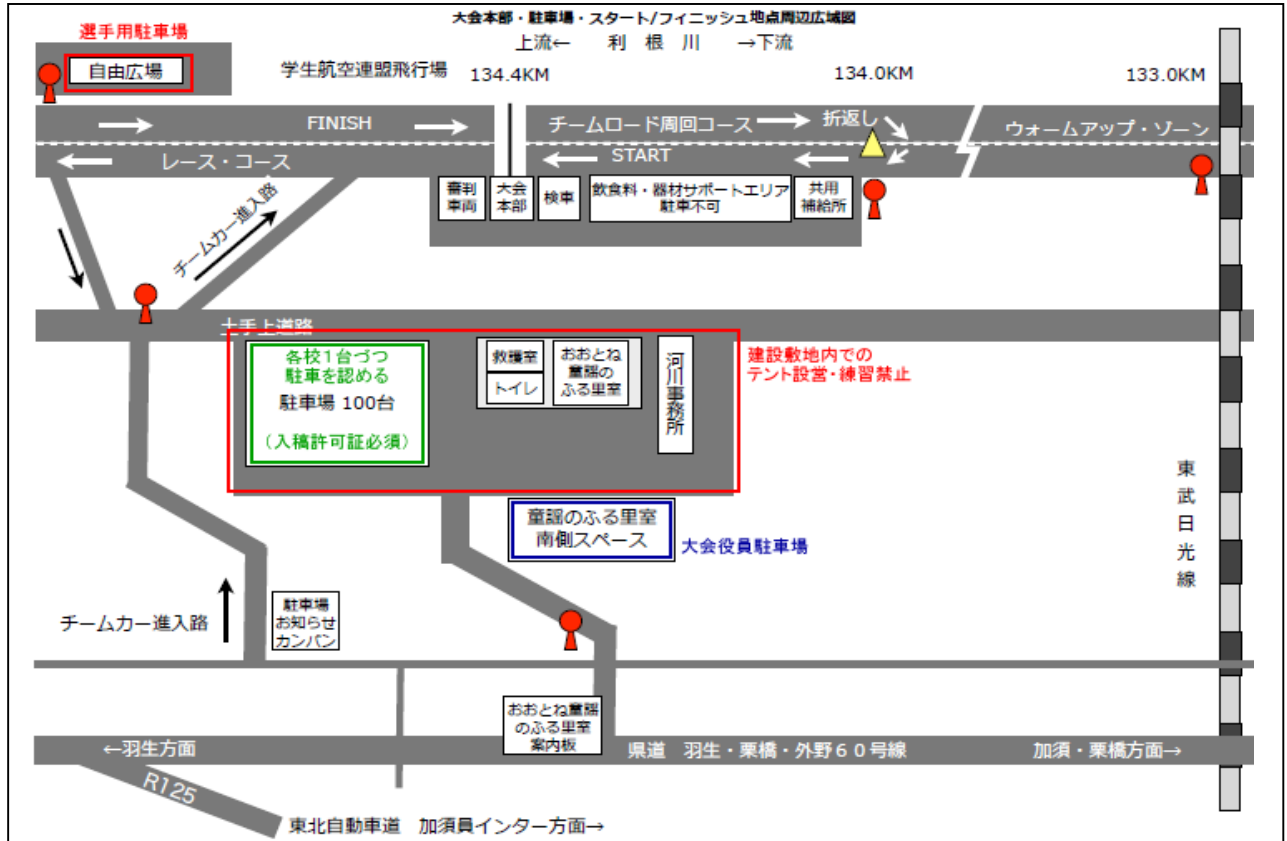 大会本部・駐車場・スタート/フィニッシュ地点周辺広域図
選手用駐車場
上流← 利根川 →下流
自由広場
学生航空連盟飛行場
134.4KM
134.0KM
133.0KM
FINISH
チームロード周回コース
折返し
ウォームアップ・ゾーン
レース・コース
START
審判
車両
大会
本部
検車
飲食料・器材サポートエリア
駐車不可
共用
補給所
チームカー進入路
土手上道路
各校1台づつ
駐車を認める
駐車場 100台
(入稿許可証必須)
救護室
トイレ
おおとね
童謡の
ふる里室
河川事務所
建設敷地内での
テント設営・練習禁止
東武日光線
童謡のふる里室
南側スペース
大会役員駐車場
チームカー進入路
駐車場
お知らせ
カンバン
おおとね童謡
のふる里室
案内板
←羽生方面
県道 羽生・栗橋・外野60号線
加須・栗橋方面→
R125
東北自動車道 加須員インター方面→